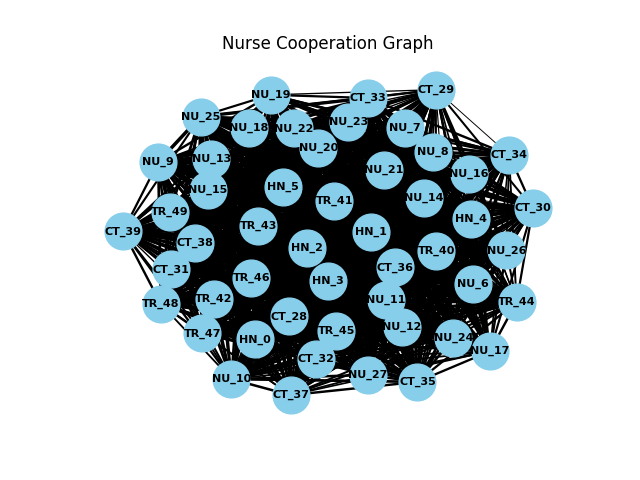 Nurse Cooperation Graph
CT_29
NU_19
CT_33
NU_25
NU_23
NU_18
NU_22
NU_7
NU_20
NU_8
CT_34
NU_13
NU_9
NU_21
NU_16
HN_5
NU_15
NU_14
TR_41
CT_30
TR_49
HN_4
TR_43
CT_39
HN_1
CT_38
HN_2
TR_40
NU_26
CT_36
CT_31
TR_46
HN_3
NU_6
TR_42
NU_11
TR_44
TR_48
CT_28
NU_12
TR_45
TR_47
NU_24
HN_0
NU_17
CT_32
NU_27
NU_10
CT_35
CT_37